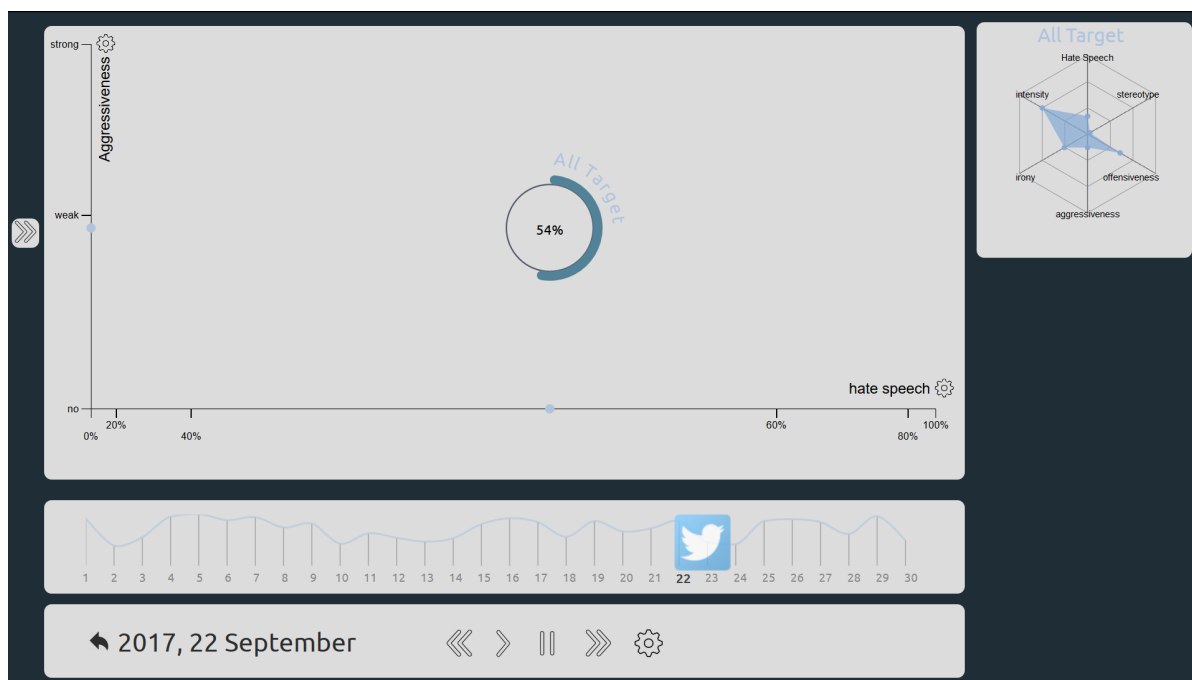 strong
Aggressiveness
weak
no
All Target
54%
hate speech
0% 20% 40% 60% 80% 100%
All Target
Hate Speech
intensity stereotype
irony offensiveness
aggressiveness
1 2 3 4 5 6 7 8 9 10 11 12 13 14 15 16 17 18 19 20 21 22 23 24 25 26 27 28 29 30
2017, 22 September